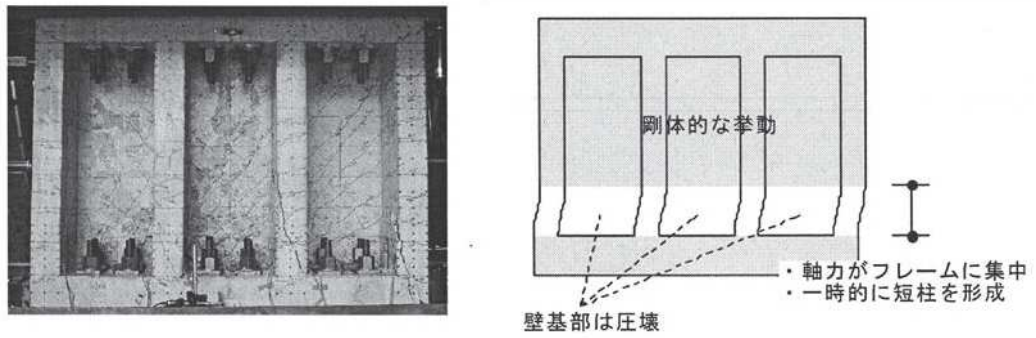 剛体的な挙動
・軸力がフレームに集中
・一時的に短柱を形成
壁基部は圧壊